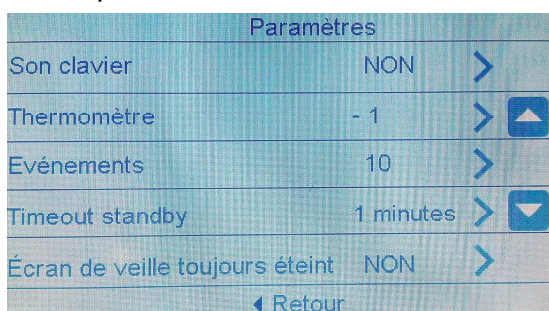 Paramètres
Son clavier NON
Thermomètre - 1
Evénements 10
Timeout standby 1 minutes
Écran de veille toujours éteint NON
Retour